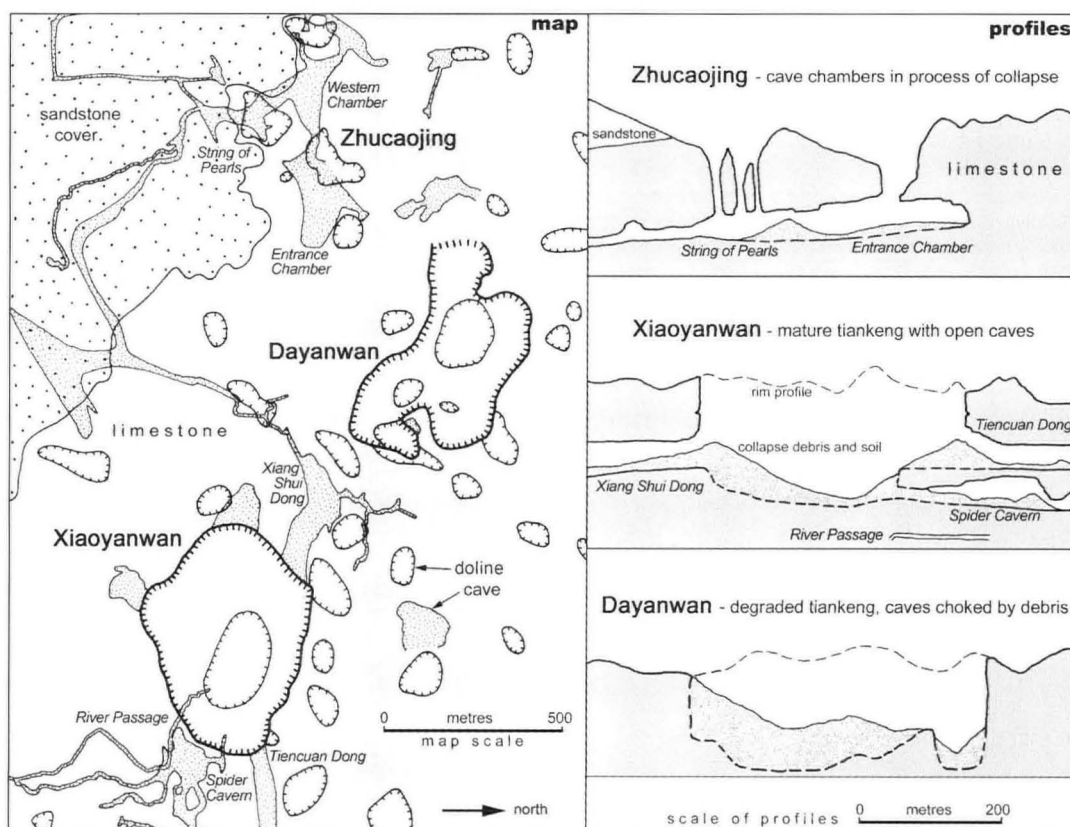 map
Western
Chamber
sandstone
cover
Zhucaojing
String of
Pearls
Entrance
Chamber
Dayanwan
limestone
Xiang
Shui
Dong
Xiaoyanwan
doline
cave
River Passage
Spider
Cavern
Tiencuan Dong
0 metres 500
map scale
north
profiles
Zhucaojing - cave chambers in process of collapse
sandstone
limestone
String of Pearls
Entrance Chamber
Xiaoyanwan - mature tiankeng with open caves
rim profile
Tiencuan Dong
collapse debris and soil
Xiang Shui Dong
Spider Cavern
River Passage
Dayanwan - degraded tiankeng, caves choked by debris
scale of profiles 0 metres 200